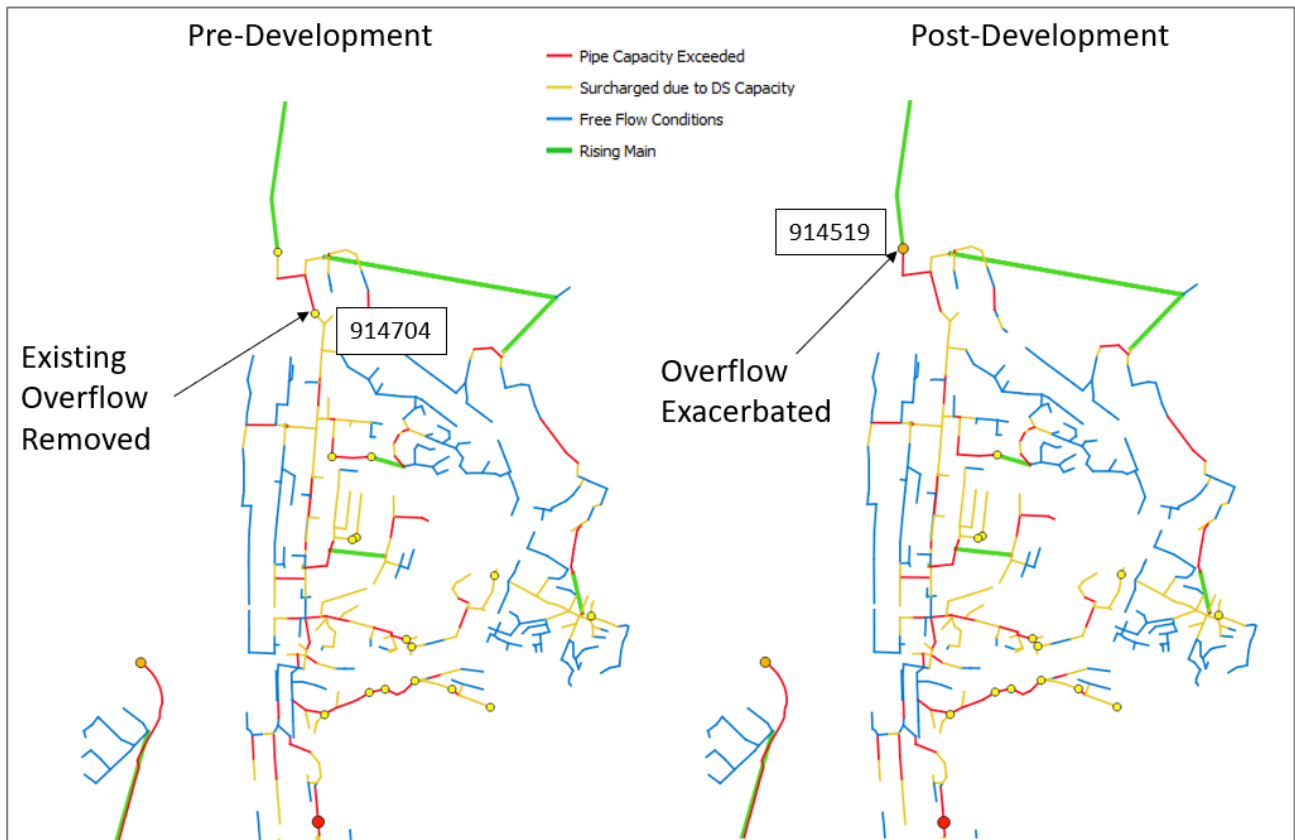 Pre-Development
Post-Development
Pipe Capacity Exceeded
Surcharged due to DS Capacity
Free Flow Conditions
Rising Main
914519
914704
Existing
Overflow
Removed
Overflow
Exacerbated